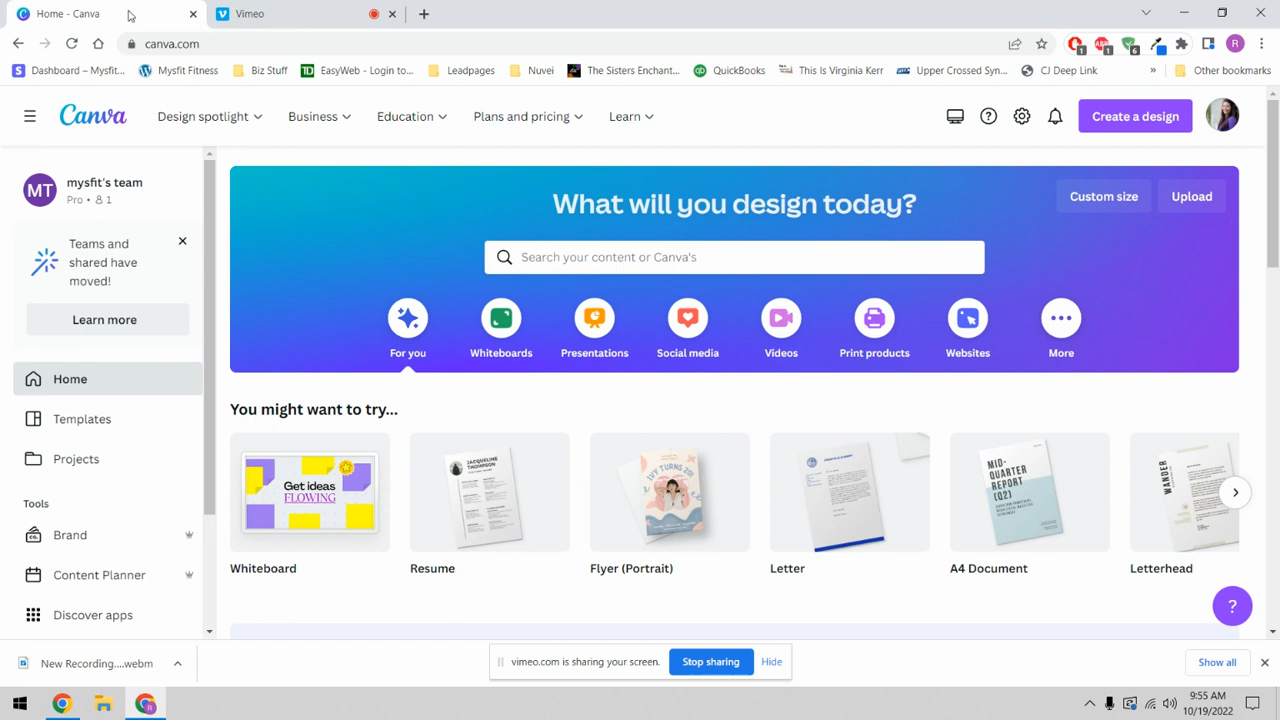 Home - Canva
Vimeo
canva.com
1
1
6
R
Dashboard – Mysfit...
Mysfit Fitness
Biz Stuff
EasyWeb - Login to...
Leadpages
Nuvei
The Sisters Enchant...
QuickBooks
This Is Virginia Kerr
Upper Crossed Syn...
CJ Deep Link
»
Other bookmarks
Canva
Design spotlight
Business
Education
Plans and pricing
Learn
Create a design
MT
mysfit's team
Pro • 1
Teams and
shared have
moved!
Learn more
Home
Templates
Projects
Tools
Brand
Content Planner
Discover apps
What will you design today?
Custom size
Upload
Search your content or Canva's
For you
Whiteboards
Presentations
Social media
Videos
Print products
Websites
More
You might want to try...
Get ideas
FLOWING
JACQUELINE
THOMPSON
IVY TURNS 20!
MID-
QUARTER
REPORT
(Q2)
WANDER
Whiteboard
Resume
Flyer (Portrait)
Letter
A4 Document
Letterhead
?
New Recording....webm
vimeo.com is sharing your screen.
Stop sharing
Hide
Show all
R
9:55 AM
10/19/2022